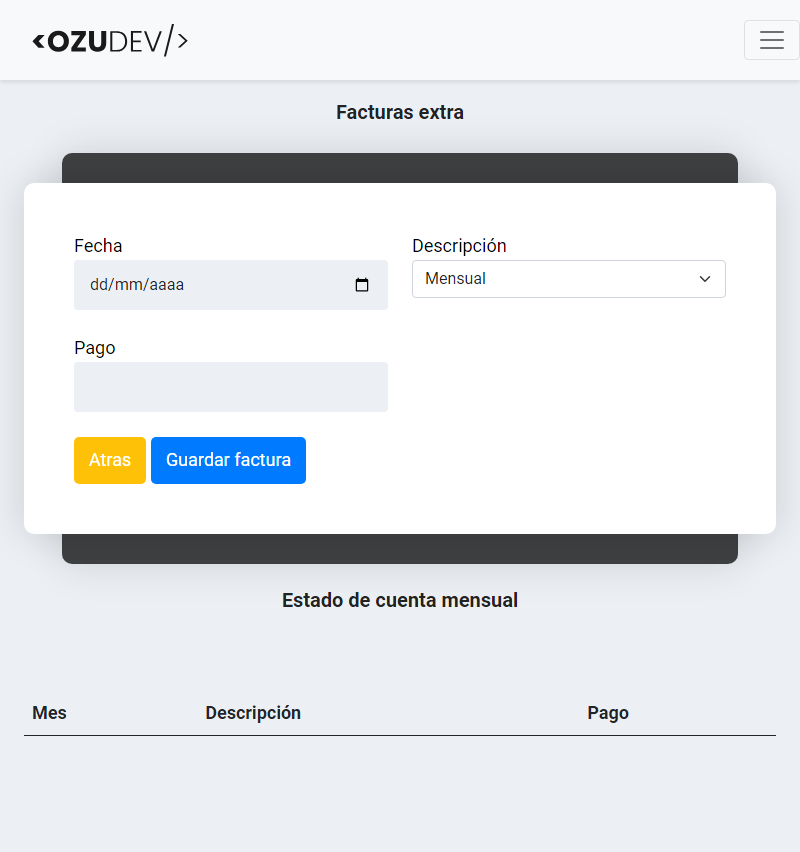 <OZUDEV/>
Facturas extra
Fecha
Descripción
dd/mm/aaaa
Mensual
Pago
Atras
Guardar factura
Estado de cuenta mensual
Mes
Descripción
Pago